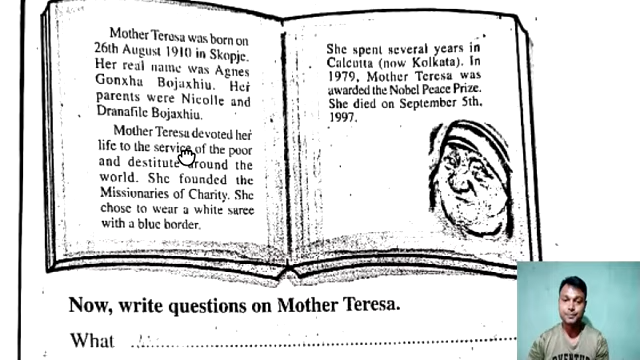 Mother Teresa was born on
26th August 1910 in Skopje.
Her real name was Agnes
Gonxha Bojaxhiu. Her
parents were Nicolle and
Dranafile Bojaxhiu.
Mother Teresa devoted her
life to the service of the poor
and destitute around the
world. She founded the
Missionaries of Charity. She
chose to wear a white saree
with a blue border.
She spent several years in
Calcutta (now Kolkata). In
1979, Mother Teresa was
awarded the Nobel Peace Prize.
She died on September 5th,
1997.
Now, write questions on Mother Teresa.
What ....................................................